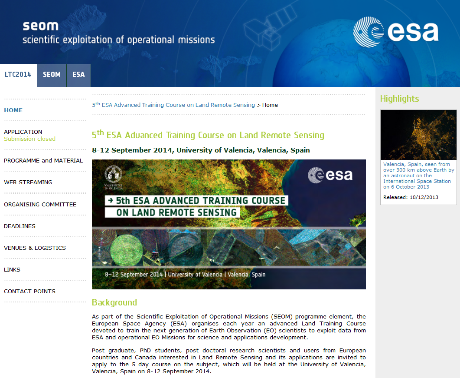 seom
scientific exploitation of operational missions
esa
LTC2014 SEOM ESA
HOME
APPLICATION
Submission closed
PROGRAMME and MATERIAL
WEB STREAMING
ORGANISING COMMITTEE
DEADLINES
VENUES & LOGISTICS
LINKS
CONTACT POINTS
5th ESA Advanced Training Course on Land Remote Sensing > Home
5th ESA Advanced Training Course on Land Remote Sensing
8-12 September 2014, University of Valencia, Valencia, Spain
esa
→ 5th ESA ADVANCED TRAINING COURSE
ON LAND REMOTE SENSING
8–12 September 2014 | University of Valencia | Valencia, Spain
Background
As part of the Scientific Exploitation of Operational Missions (SEOM) programme element, the
European Space Agency (ESA) organises each year an advanced Land Training Course
devoted to train the next generation of Earth Observation (EO) scientists to exploit data from
ESA and operational EO Missions for science and applications development.
Post graduate, PhD students, post doctoral research scientists and users from European
countries and Canada interested in Land Remote Sensing and its applications are invited to
apply to the 5 day course on the subject, which will be held at the University of Valencia,
Valencia, Spain on 8-12 September 2014.
Highlights
Valencia, Spain, seen from
over 300 km above Earth by
an astronaut on the
International Space Station
on 6 October 2013
Released: 10/12/2013